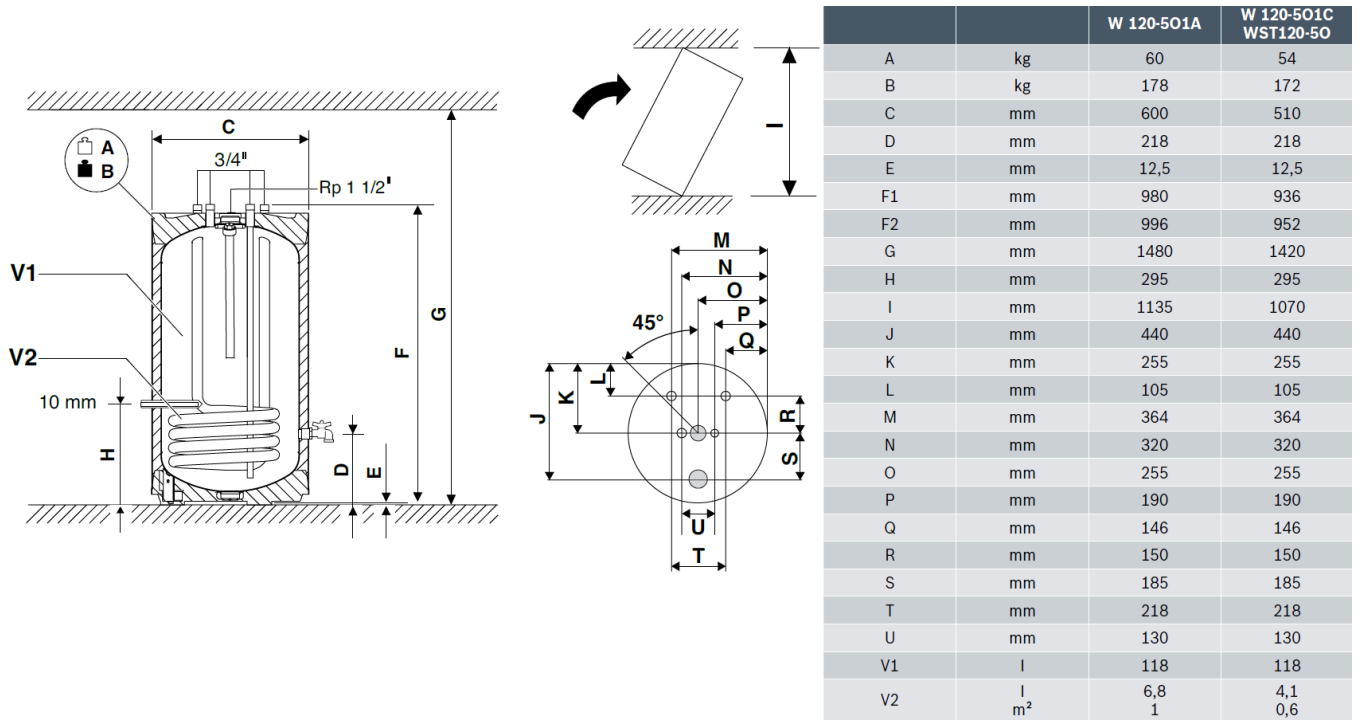 C
A
B
3/4"
Rp 1 1/2"
V1
V2
10 mm
H
D
E
F
G
I
M
N
O
P
Q
45°
L
K
J
R
S
U
T
W 120-5O1A W 120-5O1C
WST120-5O
A kg 60 54
B kg 178 172
C mm 600 510
D mm 218 218
E mm 12,5 12,5
F1 mm 980 936
F2 mm 996 952
G mm 1480 1420
H mm 295 295
I mm 1135 1070
J mm 440 440
K mm 255 255
L mm 105 105
M mm 364 364
N mm 320 320
O mm 255 255
P mm 190 190
Q mm 146 146
R mm 150 150
S mm 185 185
T mm 218 218
U mm 130 130
V1 l 118 118
V2 l 6,8 4,1
m² 1 0,6